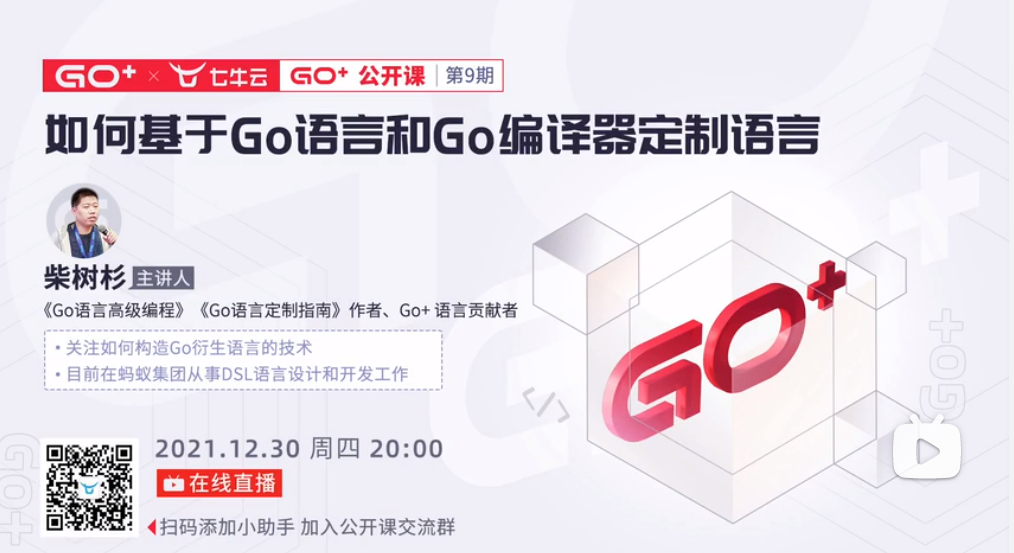 GO+ × 七牛云 GO+ 公开课 | 第9期
如何基于Go语言和Go编译器定制语言
柴树杉 主讲人
《Go语言高级编程》《Go语言定制指南》作者、Go+ 语言贡献者
• 关注如何构造Go衍生语言的技术
• 目前在蚂蚁集团从事DSL语言设计和开发工作
GO+
</>
2021.12.30 周四 20:00
在线直播
扫码添加小助手 加入公开课交流群
GO+
GO+